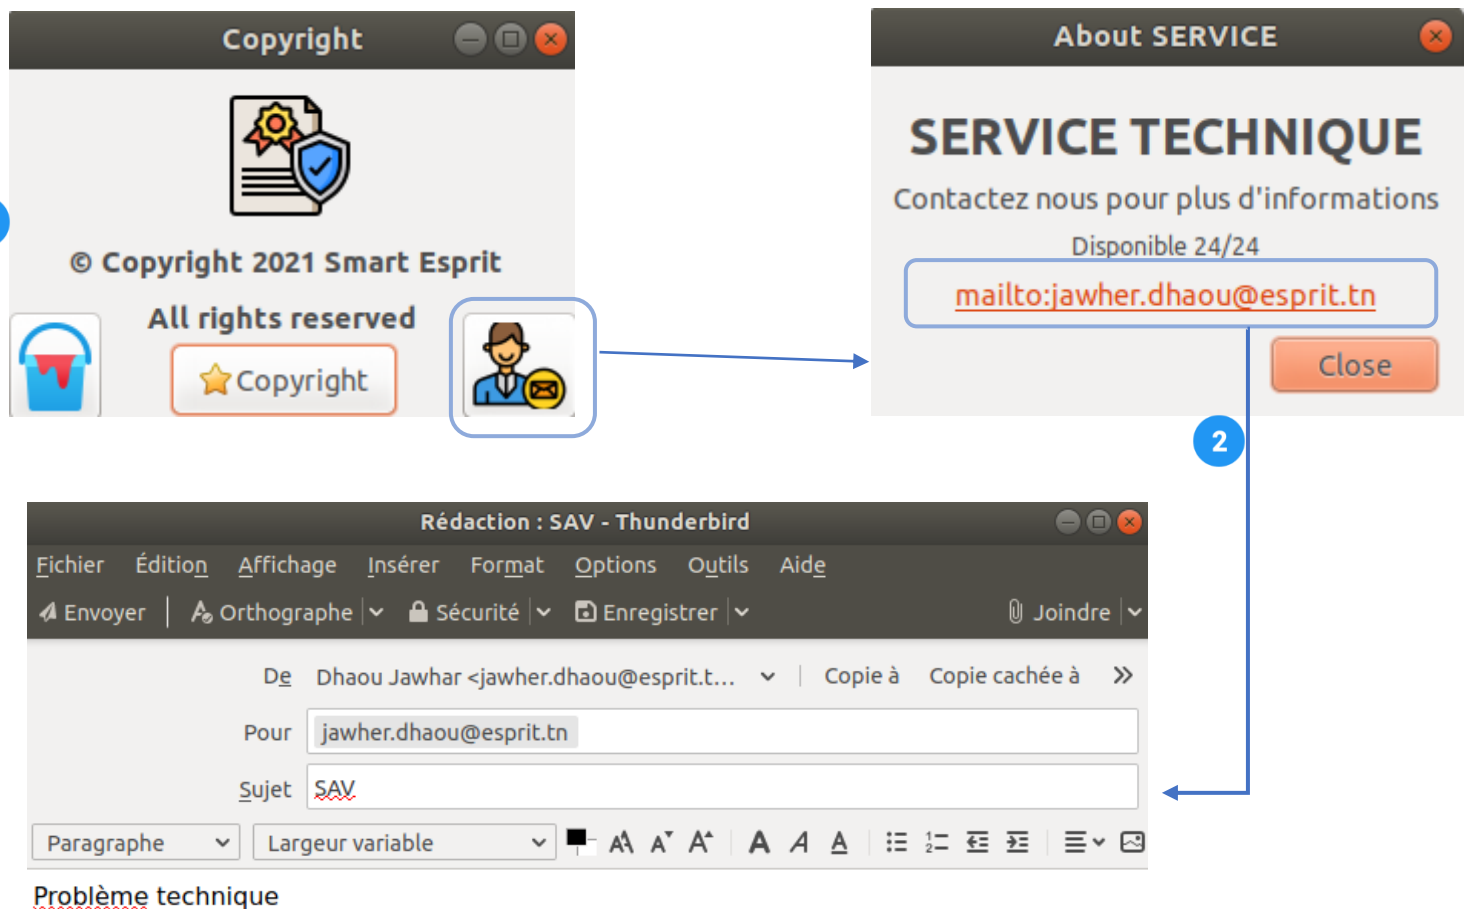 Copyright
© Copyright 2021 Smart Esprit
All rights reserved
Copyright
About SERVICE
SERVICE TECHNIQUE
Contactez nous pour plus d'informations
Disponible 24/24
mailto:jawher.dhaou@esprit.tn
Close
2
Rédaction : SAV - Thunderbird
Fichier Édition Affichage Insérer Format Options Outils Aide
Envoyer Orthographe Sécurité Enregistrer Joindre
De Dhaou Jawhar <jawher.dhaou@esprit.t... Copie à Copie cachée à
Pour jawher.dhaou@esprit.tn
Sujet SAV
Paragraphe Largeur variable
Problème technique